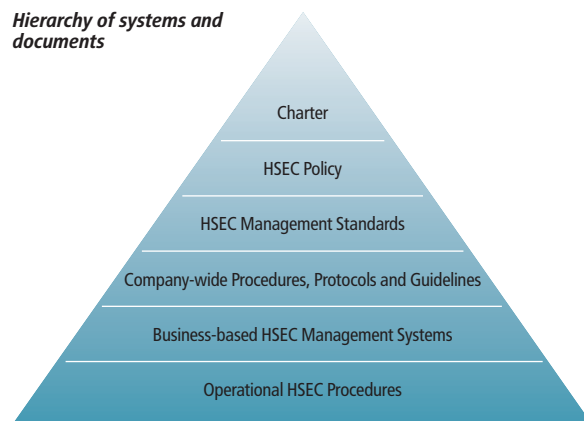 Hierarchy of systems and
documents
Charter
HSEC Policy
HSEC Management Standards
Company-wide Procedures, Protocols and Guidelines
Business-based HSEC Management Systems
Operational HSEC Procedures